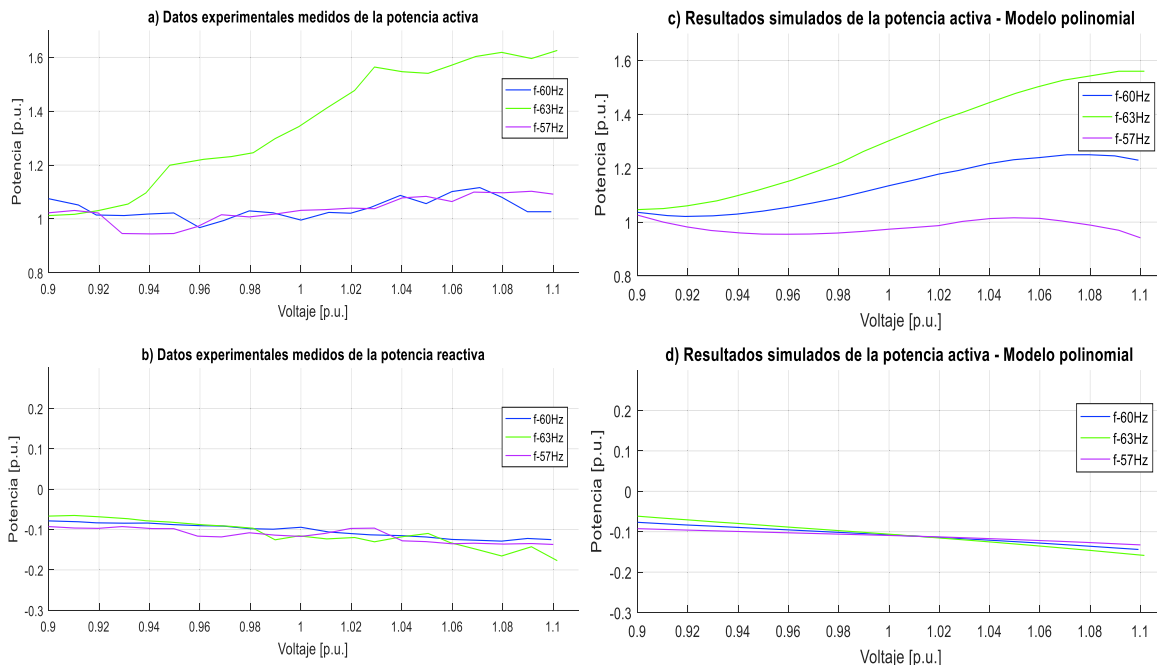 a) Datos experimentales medidos de la potencia activa
Potencia [p.u.]
1.6
1.4
1.2
1
0.8
f-60Hz
f-63Hz
f-57Hz
0.9 0.92 0.94 0.96 0.98 1 1.02 1.04 1.06 1.08 1.1
Voltaje [p.u.]
c) Resultados simulados de la potencia activa - Modelo polinomial
Potencia [p.u.]
1.6
1.4
1.2
1
0.8
f-60Hz
f-63Hz
f-57Hz
0.9 0.92 0.94 0.96 0.98 1 1.02 1.04 1.06 1.08 1.1
Voltaje [p.u.]
b) Datos experimentales medidos de la potencia reactiva
Potencia [p.u.]
0.2
0.1
0
-0.1
-0.2
-0.3
f-60Hz
f-63Hz
f-57Hz
0.9 0.92 0.94 0.96 0.98 1 1.02 1.04 1.06 1.08 1.1
Voltaje [p.u.]
d) Resultados simulados de la potencia activa - Modelo polinomial
Potencia [p.u.]
0.2
0.1
0
-0.1
-0.2
-0.3
f-60Hz
f-63Hz
f-57Hz
0.9 0.92 0.94 0.96 0.98 1 1.02 1.04 1.06 1.08 1.1
Voltaje [p.u.]